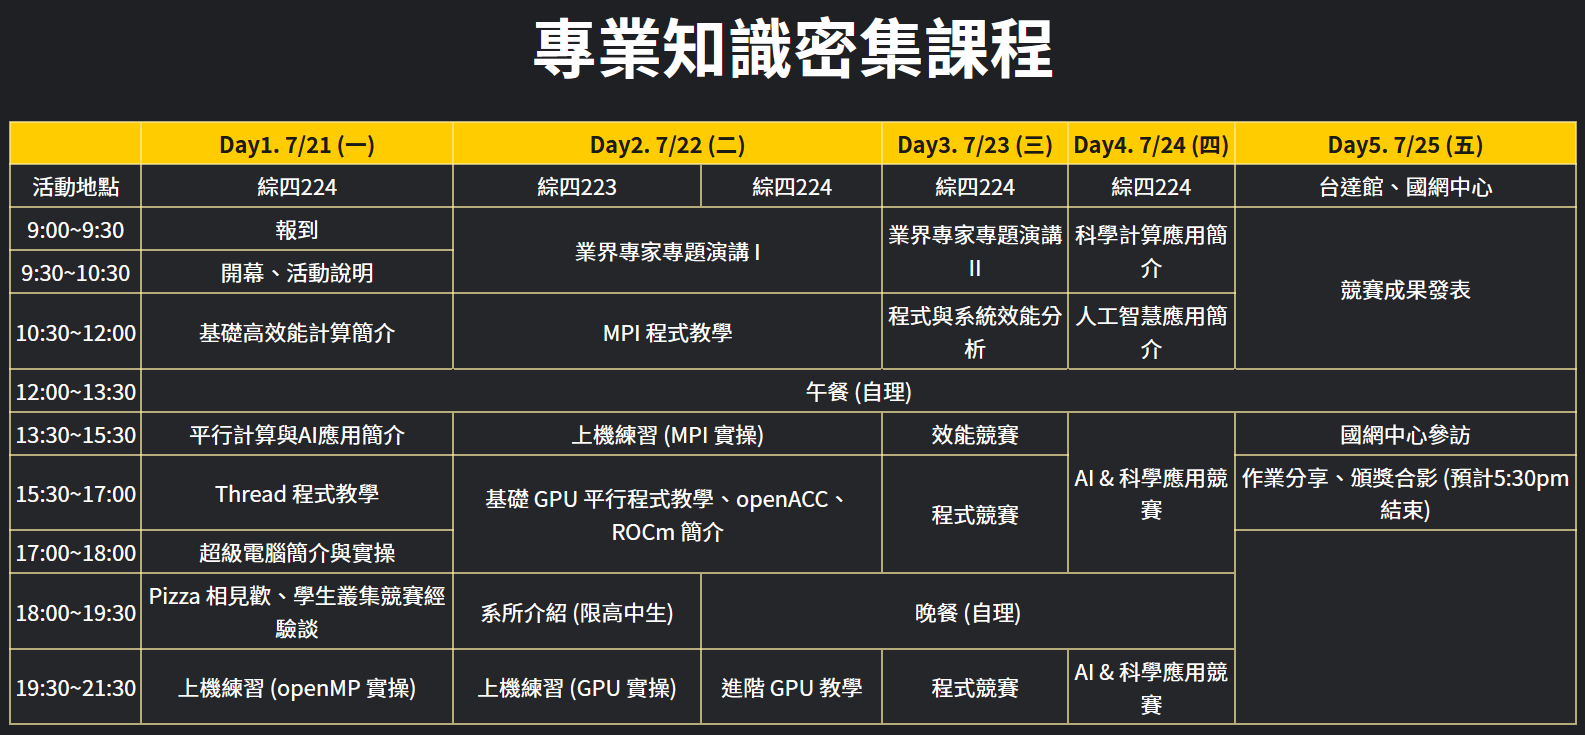 專業知識密集課程
Day1. 7/21 (一) Day2. 7/22 (二) Day3. 7/23 (三) Day4. 7/24 (四) Day5. 7/25 (五)
活動地點 綜四224 綜四223 綜四224 綜四224 綜四224 台達館、國網中心
9:00~9:30 報到
業界專家專題演講 I
業界專家專題演講
II
科學計算應用簡
介
競賽成果發表
9:30~10:30 開幕、活動說明
10:30~12:00 基礎高效能計算簡介 MPI 程式教學
程式與系統效能分
析
人工智慧應用簡
介
12:00~13:30 午餐 (自理)
13:30~15:30 平行計算與AI應用簡介 上機練習 (MPI 實操) 效能競賽
AI & 科學應用競
賽
國網中心參訪
15:30~17:00 Thread 程式教學
基礎 GPU 平行程式教學、openACC、
ROCm 簡介
程式競賽
作業分享、頒獎合影 (預計5:30pm
結束)
17:00~18:00 超級電腦簡介與實操
18:00~19:30
Pizza 相見歡、學生叢集競賽經
驗談
系所介紹 (限高中生) 晚餐 (自理)
19:30~21:30 上機練習 (openMP 實操) 上機練習 (GPU 實操) 進階 GPU 教學 程式競賽
AI & 科學應用競
賽